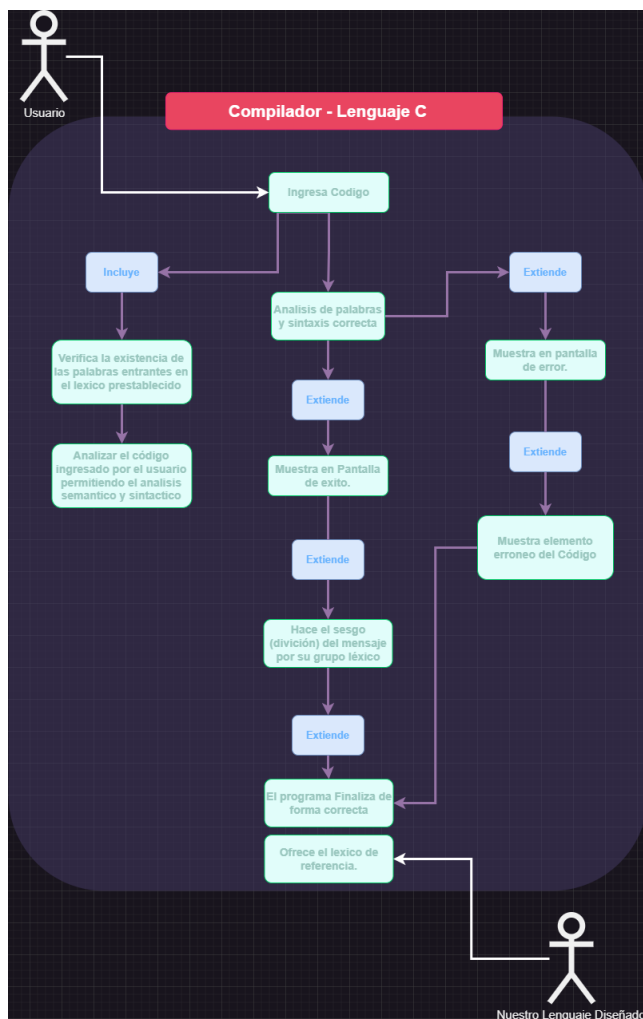 Usuario
Compilador - Lenguaje C
Ingresa Codigo
Incluye
Extiende
Analisis de palabras
y sintaxis correcta
Verifica la existencia de
las palabras entrantes en
el lexico prestablecido
Muestra en pantalla
de error.
Extiende
Analizar el código
ingresado por el usuario
permitiendo el analisis
semantico y sintactico
Extiende
Muestra en Pantalla
de exito.
Muestra elemento
erroneo del Código
Extiende
Hace el sesgo
(división) del mensaje
por su grupo léxico
Extiende
El programa Finaliza de
forma correcta
Ofrece el lexico de
referencia.
Nuestro Lenguaje Diseñado